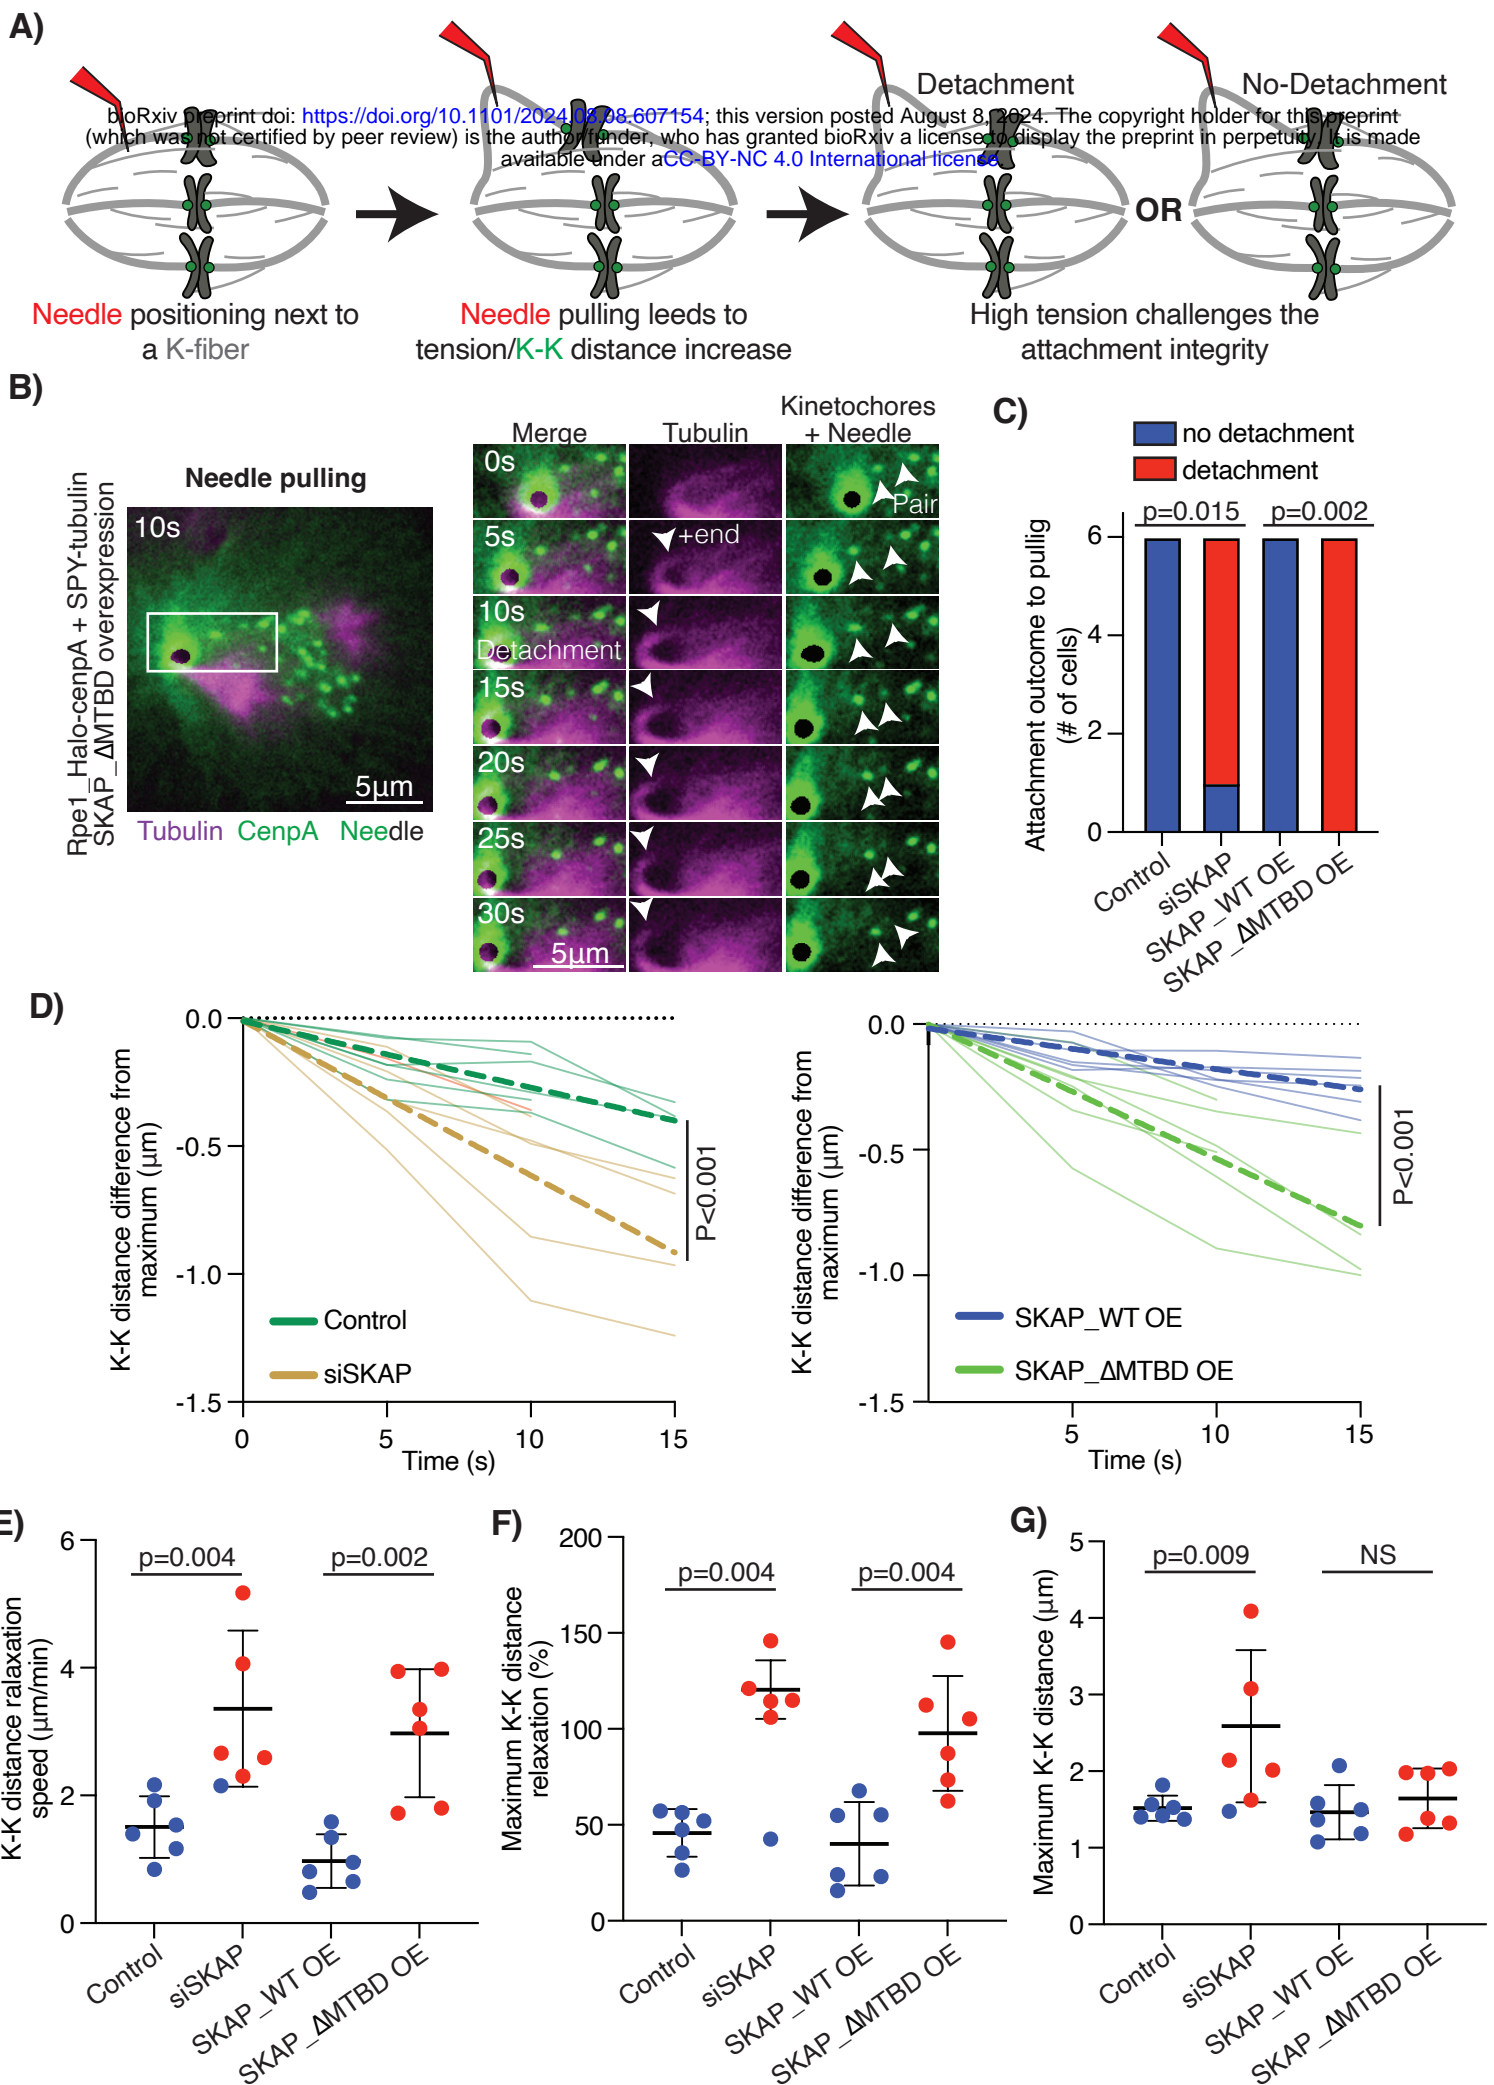 A)
Detachment
No-Detachment
bioRxiv preprint doi: https://doi.org/10.1101/2024.08.08.607154; this version posted August 8, 2024. The copyright holder for this preprint
(which was not certified by peer review) is the author/funder, who has granted bioRxiv a license to display the preprint in perpetuity. It is made
available under aCC-BY-NC 4.0 International license.
OR
Needle positioning next to
a K-fiber
Needle pulling leeds to
tension/K-K distance increase
High tension challenges the
attachment integrity
B)
Rpe1_Halo-cenpA + SPY-tubulin
SKAP_ΔMTBD overexpression
Needle pulling
10s
5µm
Tubulin CenpA Needle
Merge
Tubulin
Kinetochores
+ Needle
0s
Pair
5s
+end
10s
Detachment
15s
20s
25s
30s
5µm
C)
no detachment
detachment
p=0.015
p=0.002
Attachment outcome to pullig
(# of cells)
6
4
2
0
Control
siSKAP
SKAP_WT OE
SKAP_ΔMTBD OE
D)
K-K distance difference from
maximum (µm)
0.0
-0.5
-1.0
-1.5
P<0.001
Control
siSKAP
0
5
10
15
Time (s)
K-K distance difference from
maximum (µm)
0.0
-0.5
-1.0
-1.5
P<0.001
SKAP_WT OE
SKAP_ΔMTBD OE
5
10
15
Time (s)
E)
K-K distance ralaxation
speed (µm/min)
6
4
2
0
p=0.004
p=0.002
Control
siSKAP
SKAP_WT OE
SKAP_ΔMTBD OE
F)
Maximum K-K distance
relaxation (%)
200
150
100
50
0
p=0.004
p=0.004
Control
siSKAP
SKAP_WT OE
SKAP_ΔMTBD OE
G)
Maximum K-K distance (µm)
5
4
3
2
1
0
p=0.009
NS
Control
siSKAP
SKAP_WT OE
SKAP_ΔMTBD OE